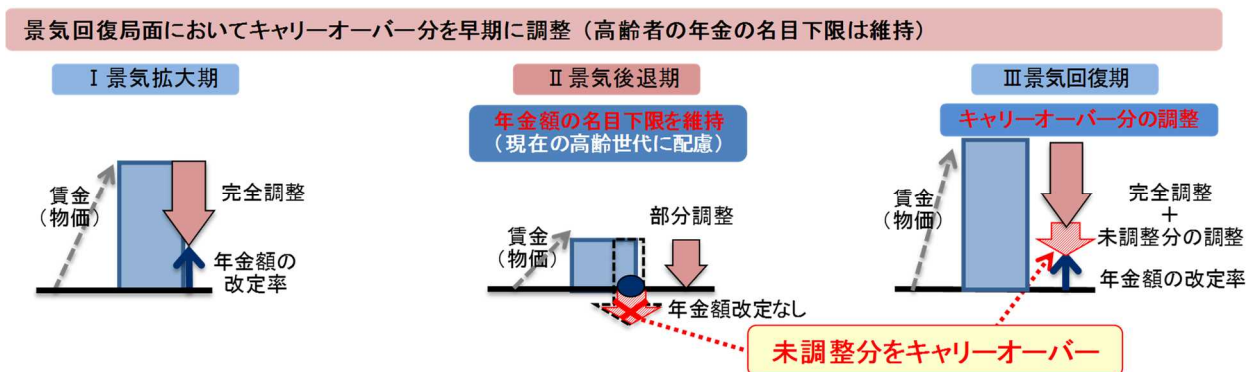 景気回復局面においてキャリーオーバー分を早期に調整（高齢者の年金の名目下限は維持）
Ⅰ景気拡大期
賃金
（物価）
完全調整
年金額の
改定率
Ⅱ景気後退期
年金額の名目下限を維持
（現在の高齢世代に配慮）
賃金
（物価）
部分調整
年金額改定なし
Ⅲ景気回復期
キャリーオーバー分の調整
賃金
（物価）
完全調整
＋
未調整分の調整
年金額の改定率
未調整分をキャリーオーバー